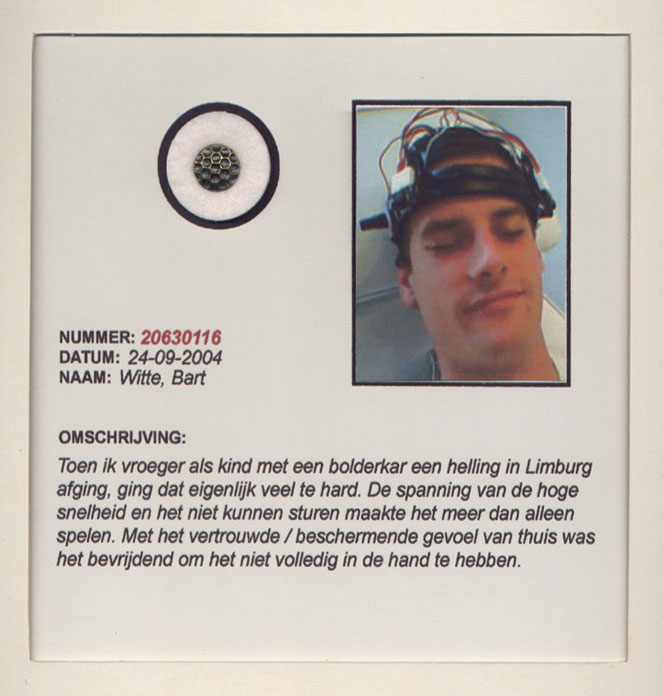 NUMMER: 20630116
DATUM: 24-09-2004
NAAM: Witte, Bart
OMSCHRIJVING:
Toen ik vroeger als kind met een bolderkar een helling in Limburg
afging, ging dat eigenlijk veel te hard. De spanning van de hoge
snelheid en het niet kunnen sturen maakte het meer dan alleen
spelen. Met het vertrouwde / beschermende gevoel van thuis was
het bevrijdend om het niet volledig in de hand te hebben.